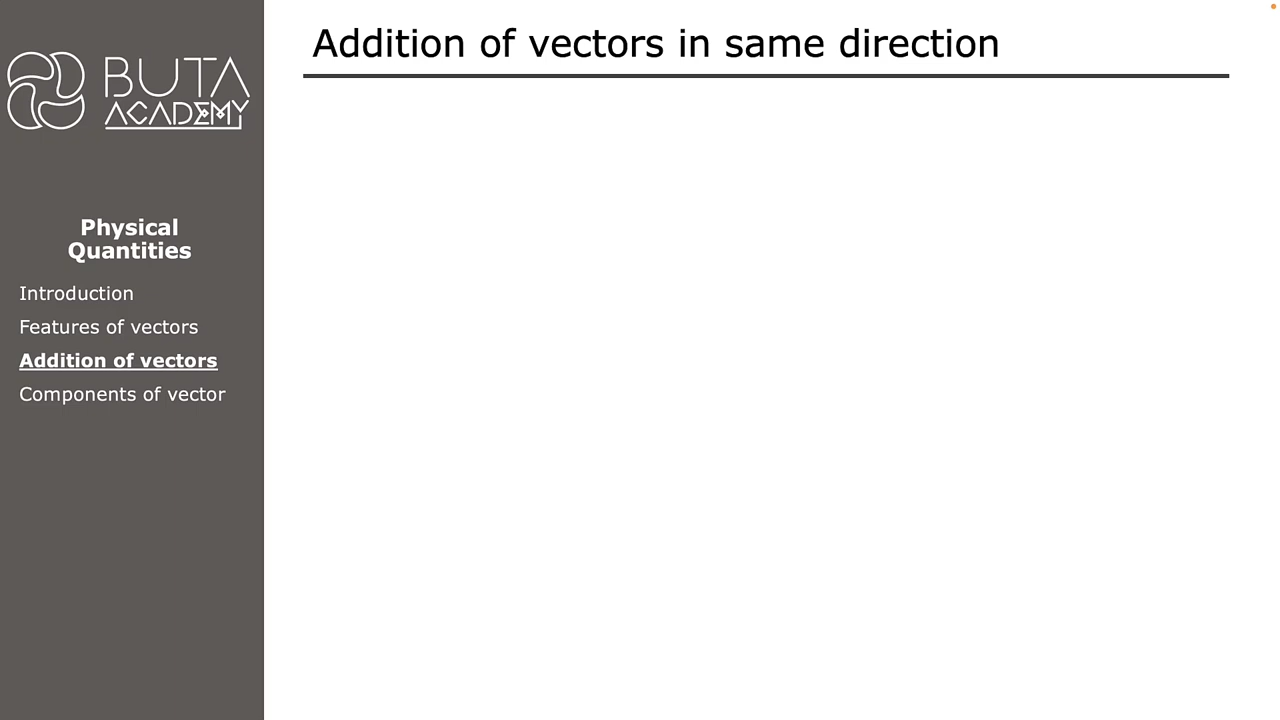 BUTA
ACADEMY
Addition of vectors in same direction
Physical
Quantities
Introduction
Features of vectors
Addition of vectors
Components of vector